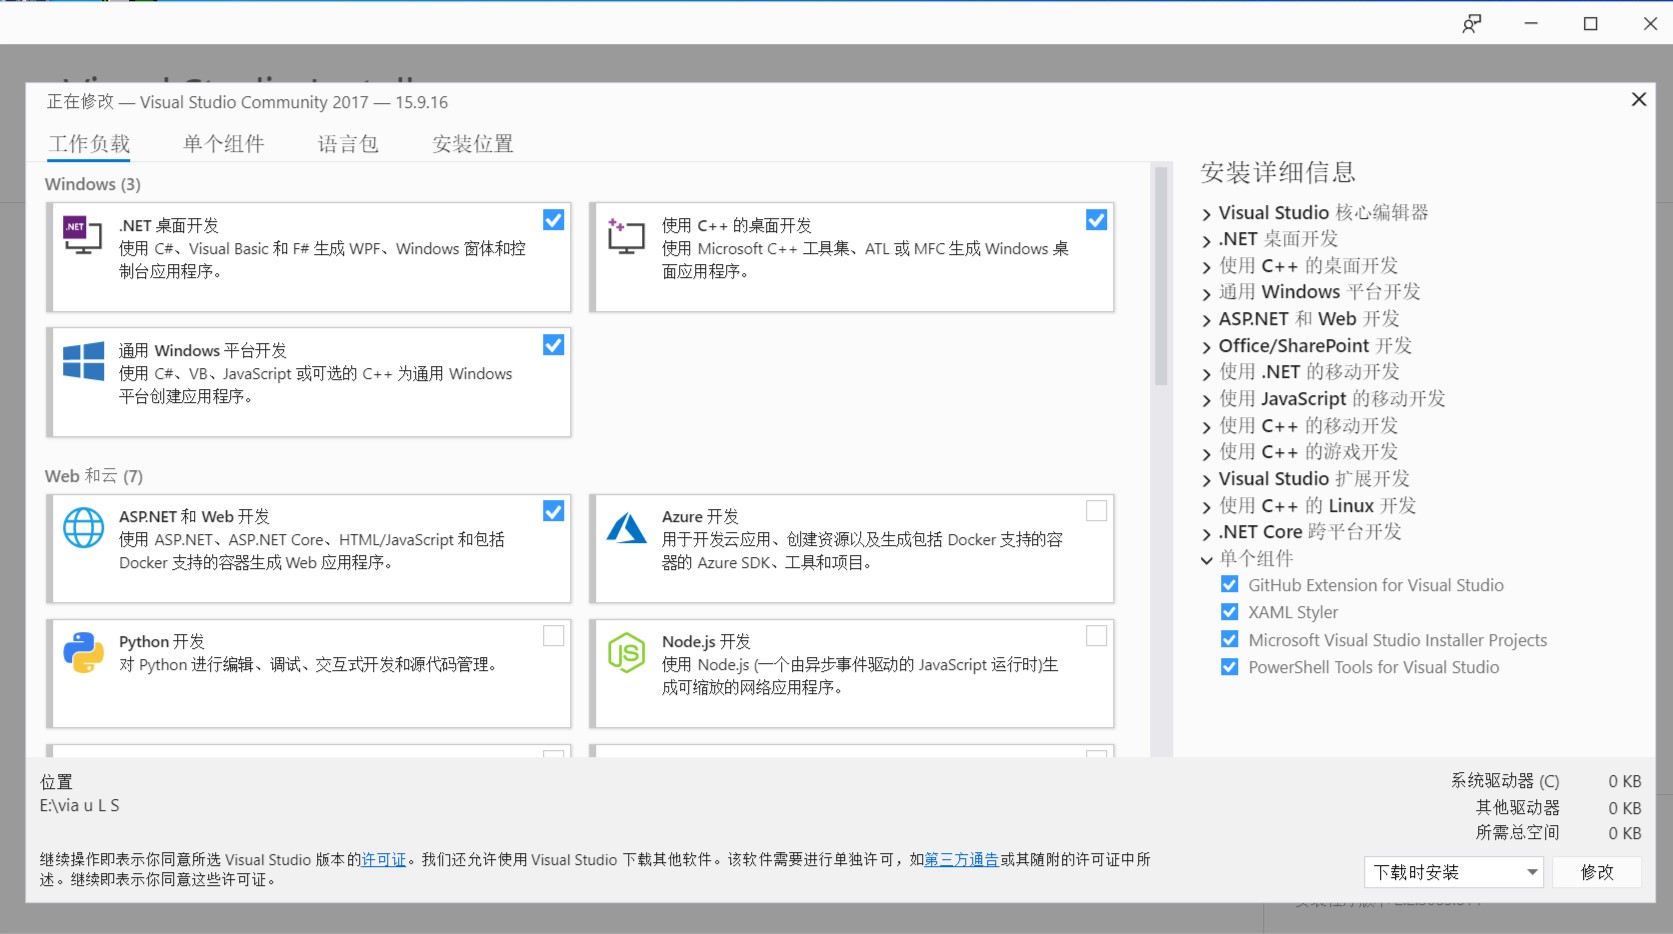 正在修改 — Visual Studio Community 2017 — 15.9.16
工作负载 单个组件 语言包 安装位置
Windows (3)
.NET
.NET 桌面开发
使用 C#、Visual Basic 和 F# 生成 WPF、Windows 窗体和控
制台应用程序。
使用 C++ 的桌面开发
使用 Microsoft C++ 工具集、ATL 或 MFC 生成 Windows 桌
面应用程序。
通用 Windows 平台开发
使用 C#、VB、JavaScript 或可选的 C++ 为通用 Windows
平台创建应用程序。
Web 和云 (7)
ASP.NET 和 Web 开发
使用 ASP.NET、ASP.NET Core、HTML/JavaScript 和包括
Docker 支持的容器生成 Web 应用程序。
Azure 开发
用于开发云应用、创建资源以及生成包括 Docker 支持的容
器的 Azure SDK、工具和项目。
Python 开发
对 Python 进行编辑、调试、交互式开发和源代码管理。
JS
Node.js 开发
使用 Node.js (一个由异步事件驱动的 JavaScript 运行时)生
成可缩放的网络应用程序。
安装详细信息
Visual Studio 核心编辑器
.NET 桌面开发
使用 C++ 的桌面开发
通用 Windows 平台开发
ASP.NET 和 Web 开发
Office/SharePoint 开发
使用 .NET 的移动开发
使用 JavaScript 的移动开发
使用 C++ 的移动开发
使用 C++ 的游戏开发
Visual Studio 扩展开发
使用 C++ 的 Linux 开发
.NET Core 跨平台开发
单个组件
GitHub Extension for Visual Studio
XAML Styler
Microsoft Visual Studio Installer Projects
PowerShell Tools for Visual Studio
位置
E:\via u L S
系统驱动器 (C) 0 KB
其他驱动器 0 KB
所需总空间 0 KB
继续操作即表示你同意所选 Visual Studio 版本的许可证。我们还允许使用 Visual Studio 下载其他软件。该软件需要进行单独许可，如第三方通告或其随附的许可证中所
述。继续即表示你同意这些许可证。
下载时安装 修改